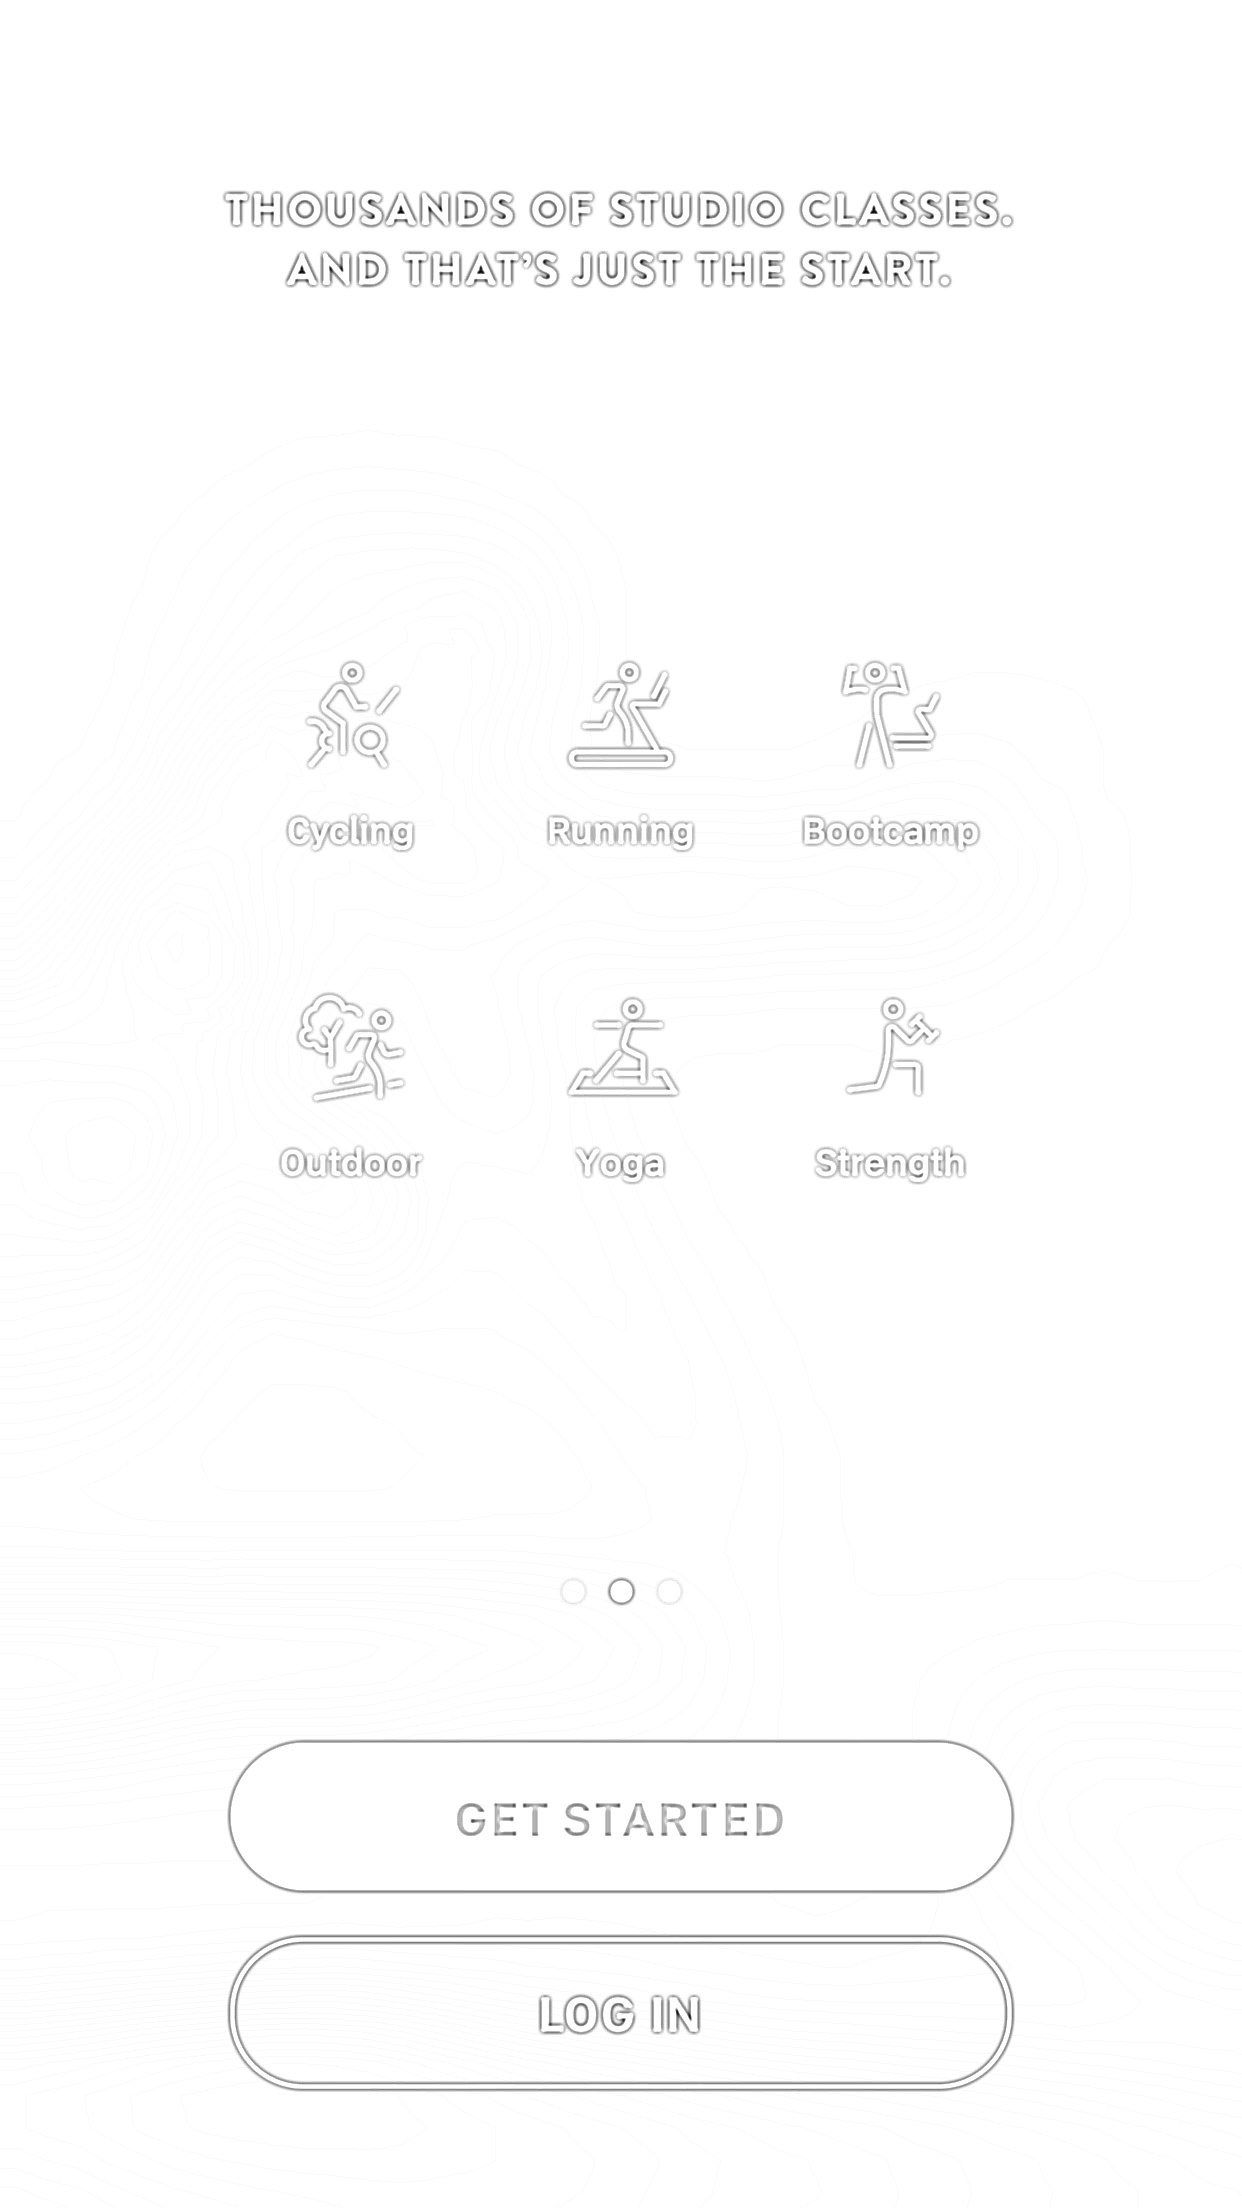 THOUSANDS OF STUDIO CLASSES.
AND THAT’S JUST THE START.
Cycling Running Bootcamp
Outdoor Yoga Strength
GET STARTED
LOG IN